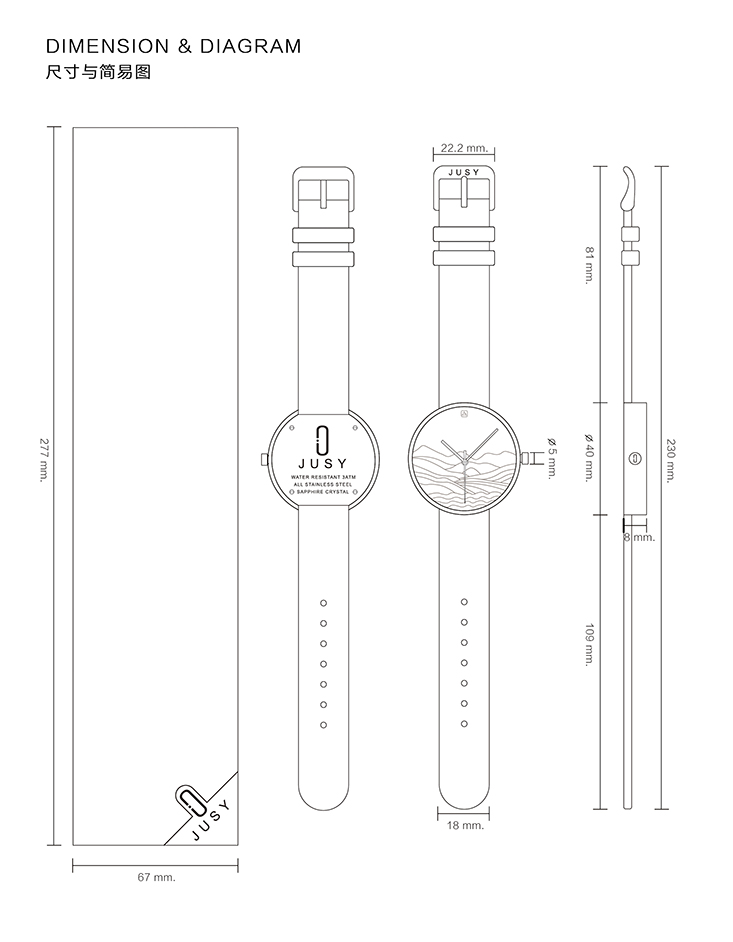 DIMENSION & DIAGRAM
尺寸与简易图
22.2 mm.
JUSY
81 mm.
277 mm.
JUSY
WATER RESISTANT 3ATM
ALL STAINLESS STEEL
SAPPHIRE CRYSTAL
ø 5 mm.
ø 40 mm.
230 mm.
8 mm.
109 mm.
JUSY
18 mm.
67 mm.